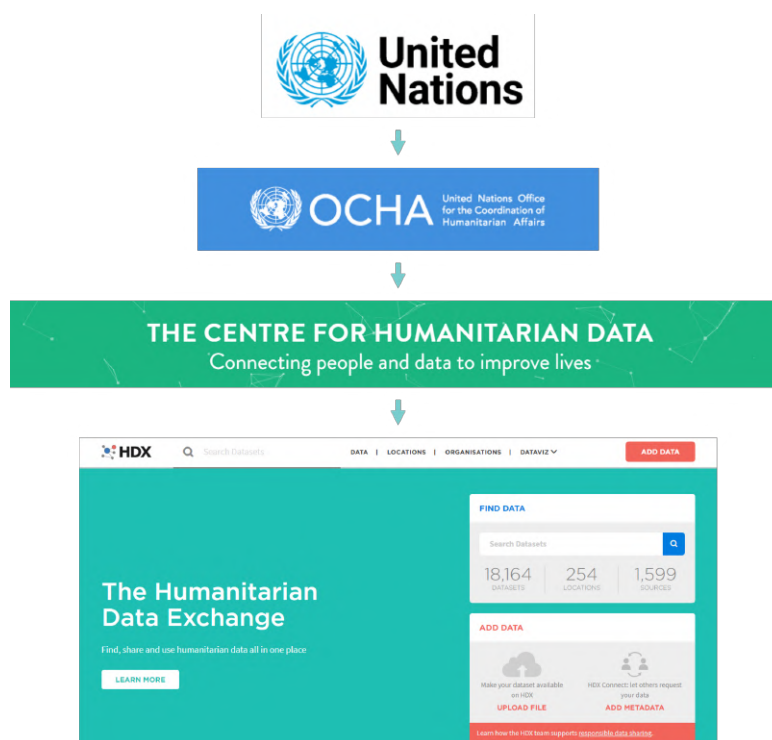 United
Nations
OCHA
United Nations Office
for the Coordination of
Humanitarian Affairs
THE CENTRE FOR HUMANITARIAN DATA
Connecting people and data to improve lives
HDX
Search Datasets
DATA | LOCATIONS | ORGANISATIONS | DATAVIZ
ADD DATA
The Humanitarian
Data Exchange
Find, share and use humanitarian data all in one place
LEARN MORE
FIND DATA
Search Datasets
18,164 254 1,599
DATASETS LOCATIONS SOURCES
ADD DATA
Make your dataset available
on HDX
UPLOAD FILE
HDX Connect: let others request
your data
ADD METADATA
Learn how the HDX team supports responsible data sharing.